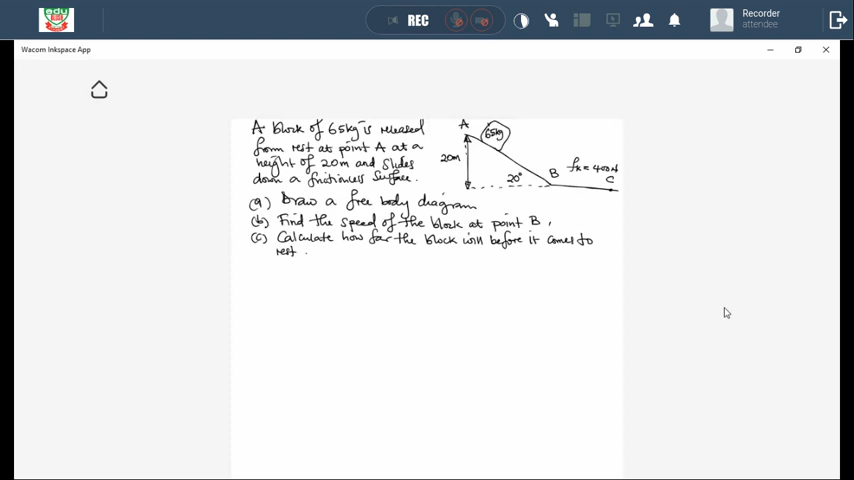 edu
REC
Recorder
attendee
Wacom Inkspace App
A block of 65kg is released
from rest at point A at a
height of 20m and slides
down a frictionless surface.
(a) Draw a free body diagram
(b) Find the speed of the block at point B.
(c) Calculate how far the block will before it comes to
rest.
A
65kg
20m
20°
B
fk = 400N
C